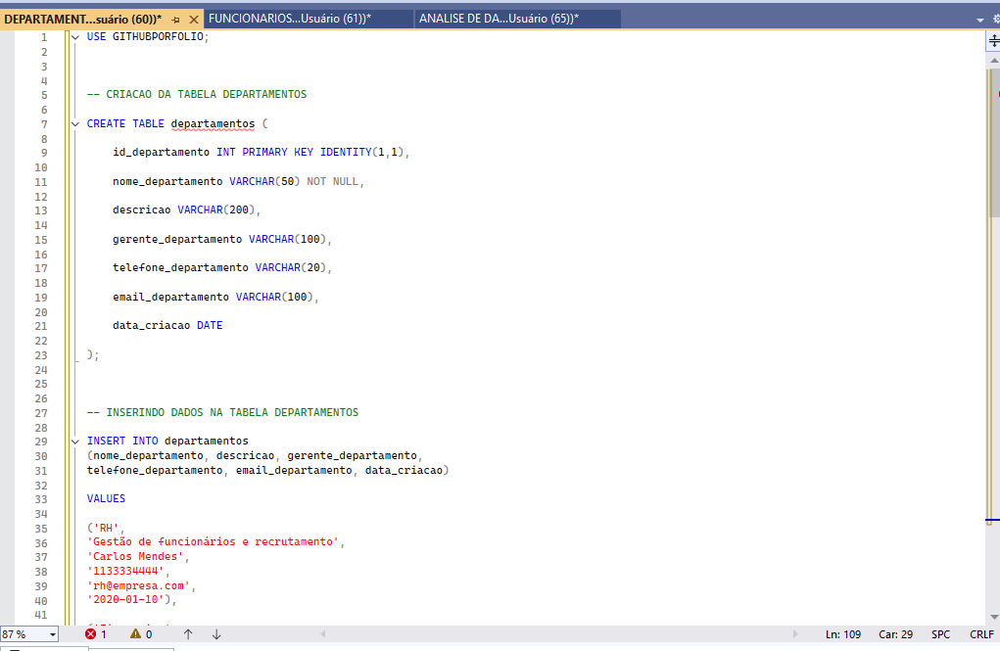 DEPARTAMENT...suário (60))*
FUNCIONARIOS...Usuário (61))*
ANALISE DE DA...Usuário (65))*
1 USE GITHUBPORFOLIO;
2
3
4
5 -- CRIACAO DA TABELA DEPARTAMENTOS
6
7 CREATE TABLE departamentos (
8
9 id_departamento INT PRIMARY KEY IDENTITY(1,1),
10
11 nome_departamento VARCHAR(50) NOT NULL,
12
13 descricao VARCHAR(200),
14
15 gerente_departamento VARCHAR(100),
16
17 telefone_departamento VARCHAR(20),
18
19 email_departamento VARCHAR(100),
20
21 data_criacao DATE
22
23 );
24
25
26
27 -- INSERINDO DADOS NA TABELA DEPARTAMENTOS
28
29 INSERT INTO departamentos
30 (nome_departamento, descricao, gerente_departamento,
31 telefone_departamento, email_departamento, data_criacao)
32
33 VALUES
34
35 ('RH',
36 'Gestão de funcionários e recrutamento',
37 'Carlos Mendes',
38 '1133334444',
39 'rh@empresa.com',
40 '2020-01-10'),
41
87 %
1
0
Ln: 109
Car: 29
SPC
CRLF